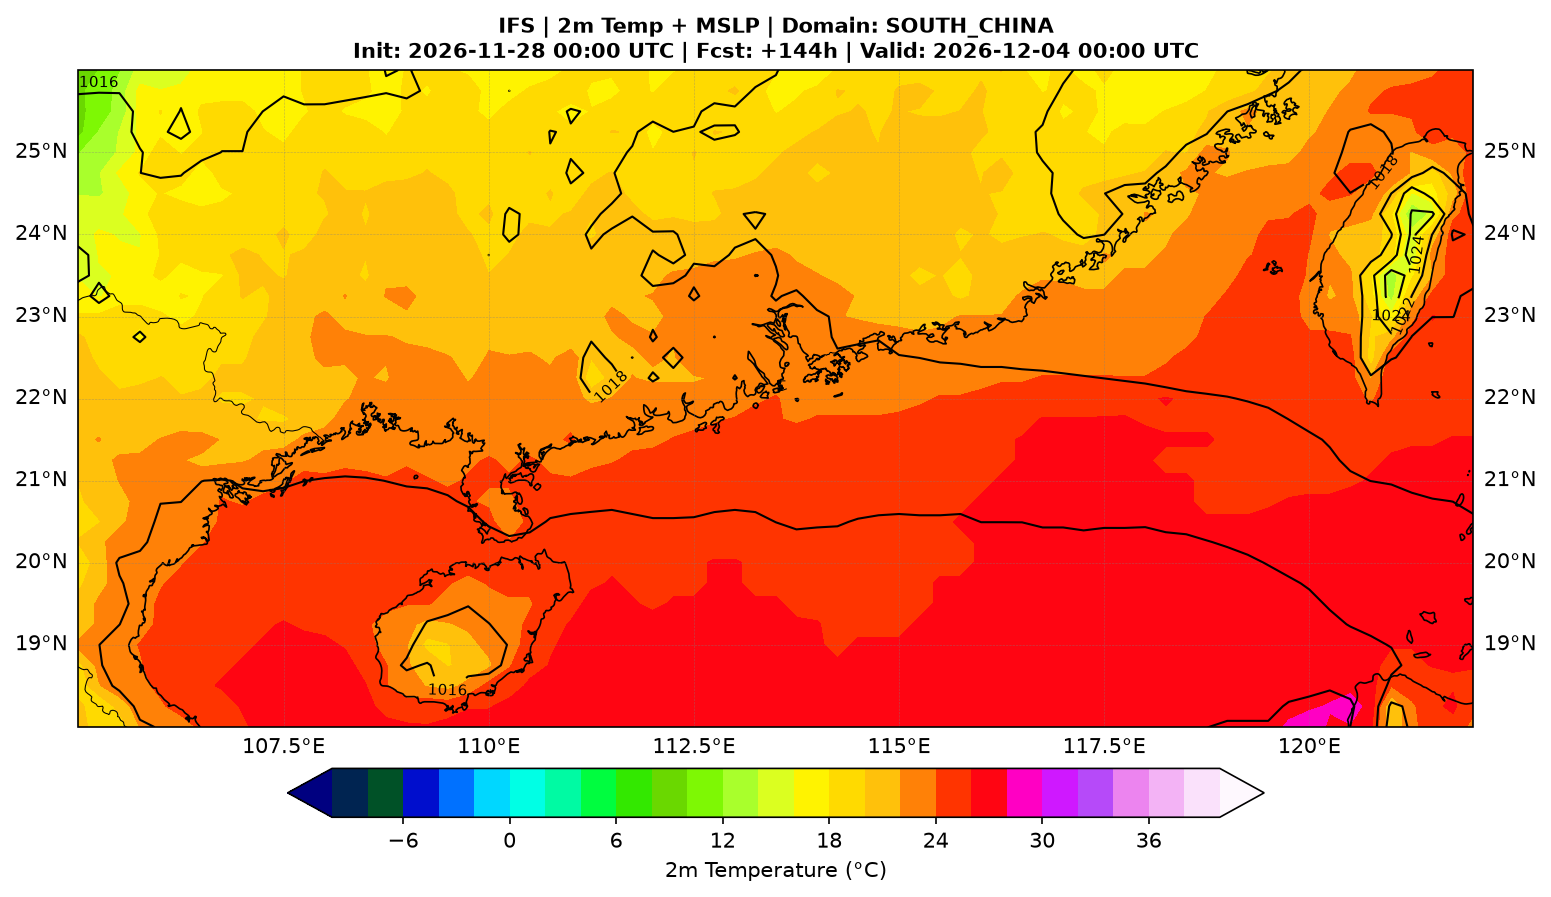 IFS | 2m Temp + MSLP | Domain: SOUTH_CHINA
Init: 2026-11-28 00:00 UTC | Fcst: +144h | Valid: 2026-12-04 00:00 UTC
1016
25°N
25°N
1018
24°N
24°N
1024
23°N
1024
1022
23°N
1018
22°N
22°N
21°N
21°N
20°N
20°N
19°N
19°N
1016
107.5°E
110°E
112.5°E
115°E
117.5°E
120°E
−6
0
6
12
18
24
30
36
2m Temperature (°C)